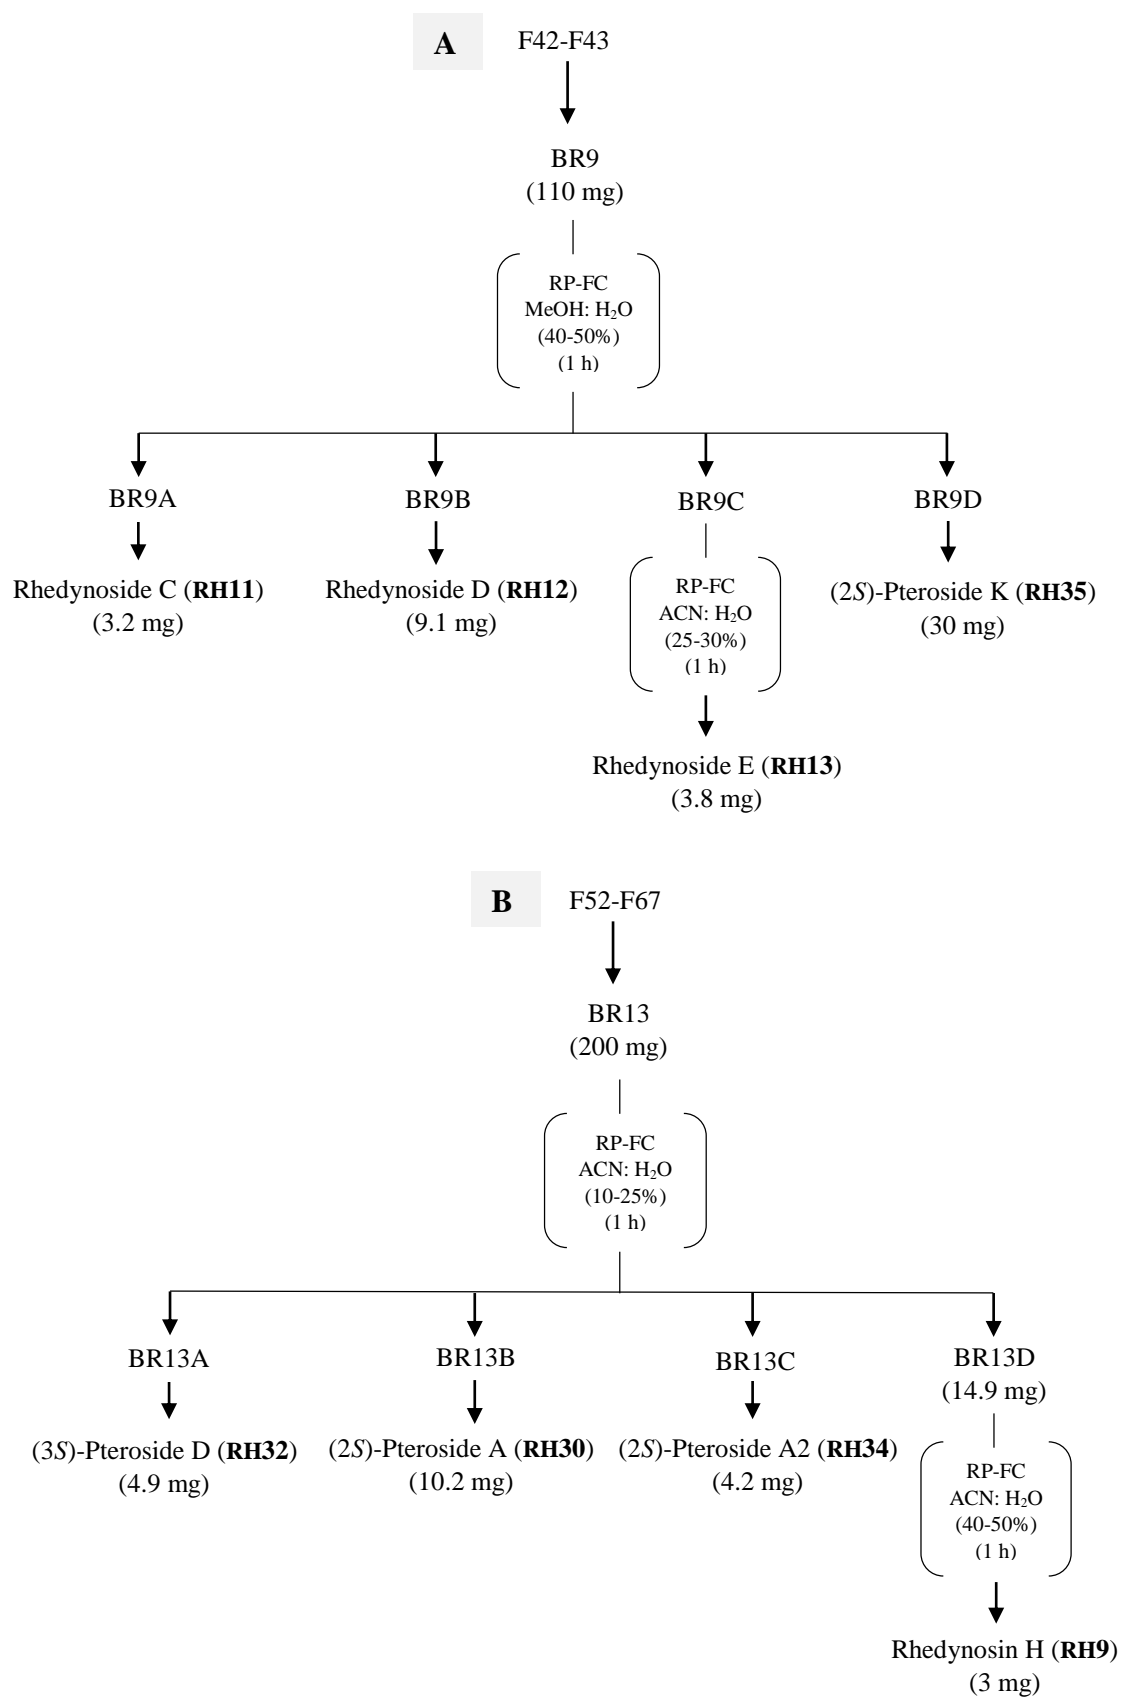 A
F42-F43
BR9
(110 mg)
RP-FC
MeOH: H₂O
(40-50%)
(1 h)
BR9A
BR9B
BR9C
BR9D
Rhedynoside C (RH11)
(3.2 mg)
Rhedynoside D (RH12)
(9.1 mg)
RP-FC
ACN: H₂O
(25-30%)
(1 h)
(2S)-Pteroside K (RH35)
(30 mg)
Rhedynoside E (RH13)
(3.8 mg)
B
F52-F67
BR13
(200 mg)
RP-FC
ACN: H₂O
(10-25%)
(1 h)
BR13A
BR13B
BR13C
BR13D
(14.9 mg)
(3S)-Pteroside D (RH32)
(4.9 mg)
(2S)-Pteroside A (RH30)
(10.2 mg)
(2S)-Pteroside A2 (RH34)
(4.2 mg)
RP-FC
ACN: H₂O
(40-50%)
(1 h)
Rhedynosin H (RH9)
(3 mg)